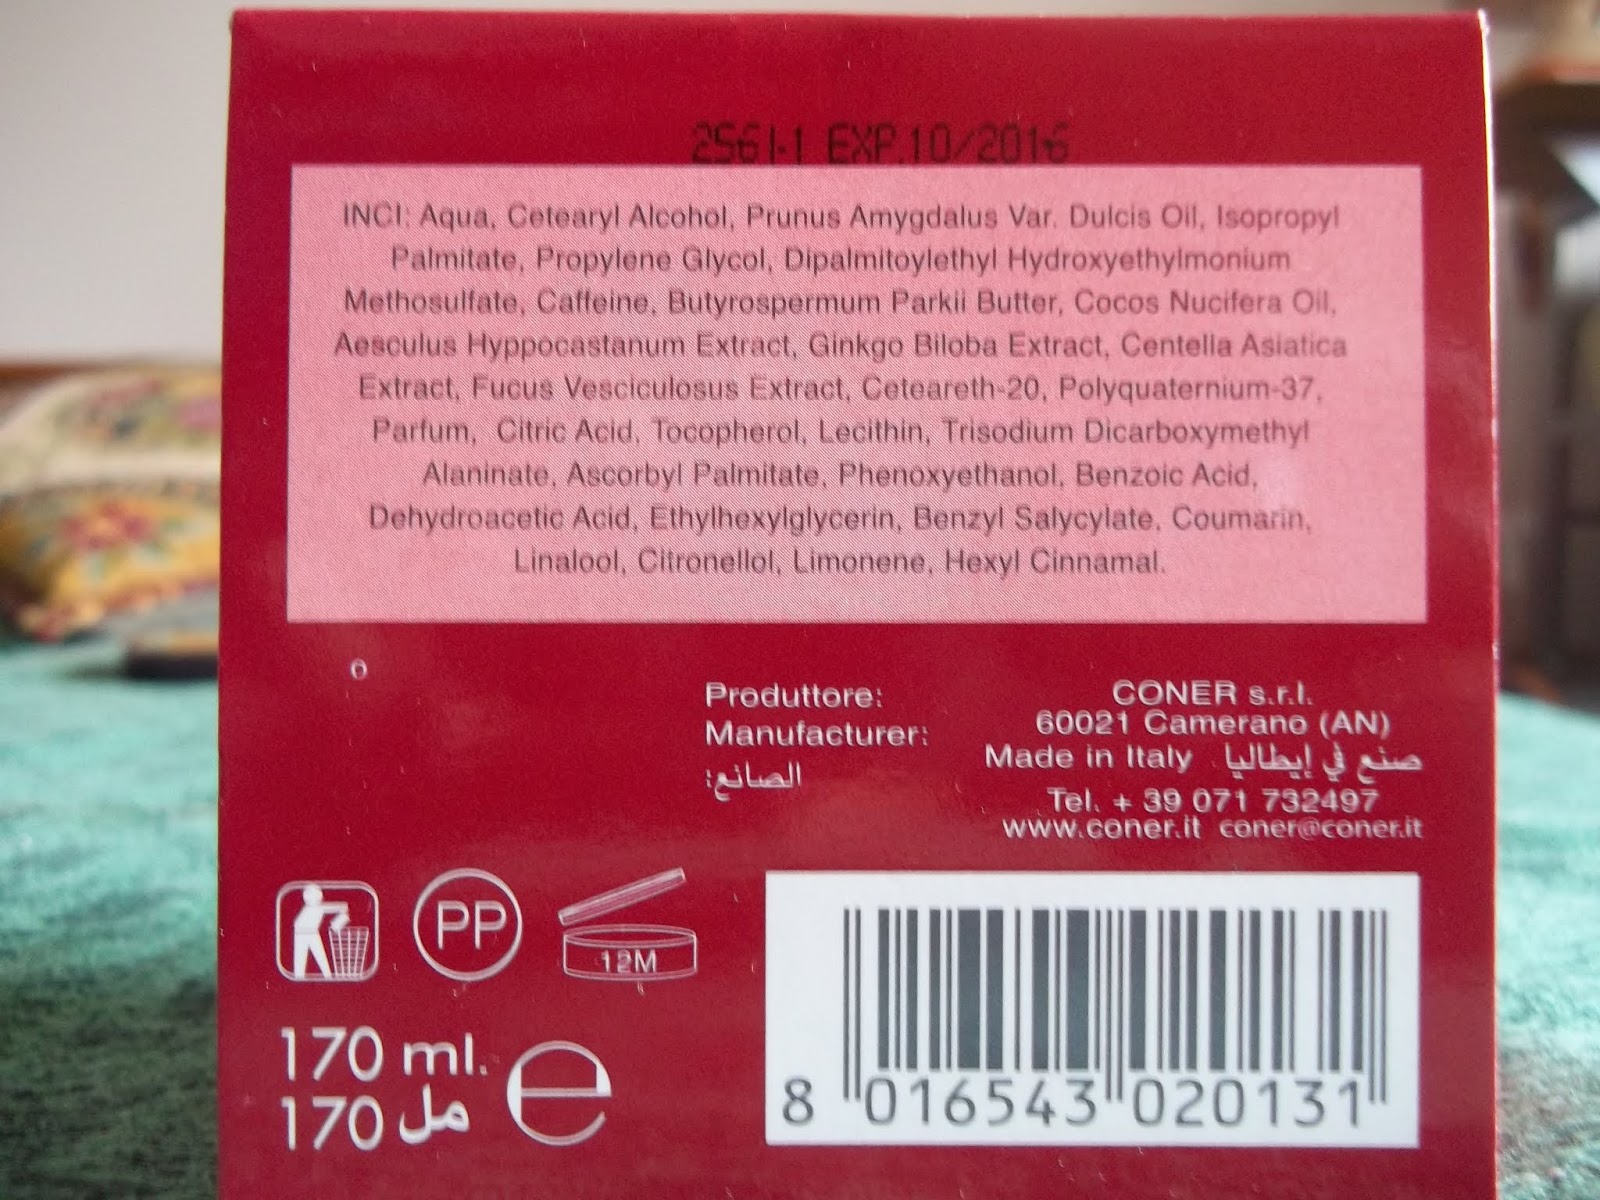 2561-1 EXP.10/2016
INCI: Aqua, Cetearyl Alcohol, Prunus Amygdalus Var. Dulcis Oil, Isopropyl
Palmitate, Propylene Glycol, Dipalmitoylethyl Hydroxyethylmonium
Methosulfate, Caffeine, Butyrospermum Parkii Butter, Cocos Nucifera Oil,
Aesculus Hyppocastanum Extract, Ginkgo Biloba Extract, Centella Asiatica
Extract, Fucus Vesciculosus Extract, Ceteareth-20, Polyquaternium-37,
Parfum, Citric Acid, Tocopherol, Lecithin, Trisodium Dicarboxymethyl
Alaninate, Ascorbyl Palmitate, Phenoxyethanol, Benzoic Acid,
Dehydroacetic Acid, Ethylhexylglycerin, Benzyl Salycylate, Coumarin,
Linalool, Citronellol, Limonene, Hexyl Cinnamal.
Produttore:
Manufacturer:
الصانع:
CONER s.r.l.
60021 Camerano (AN)
Made in Italy صنع في إيطاليا
Tel. + 39 071 732497
www.coner.it coner@coner.it
PP
12M
170 ml.
170 مل
e
8 016543 020131